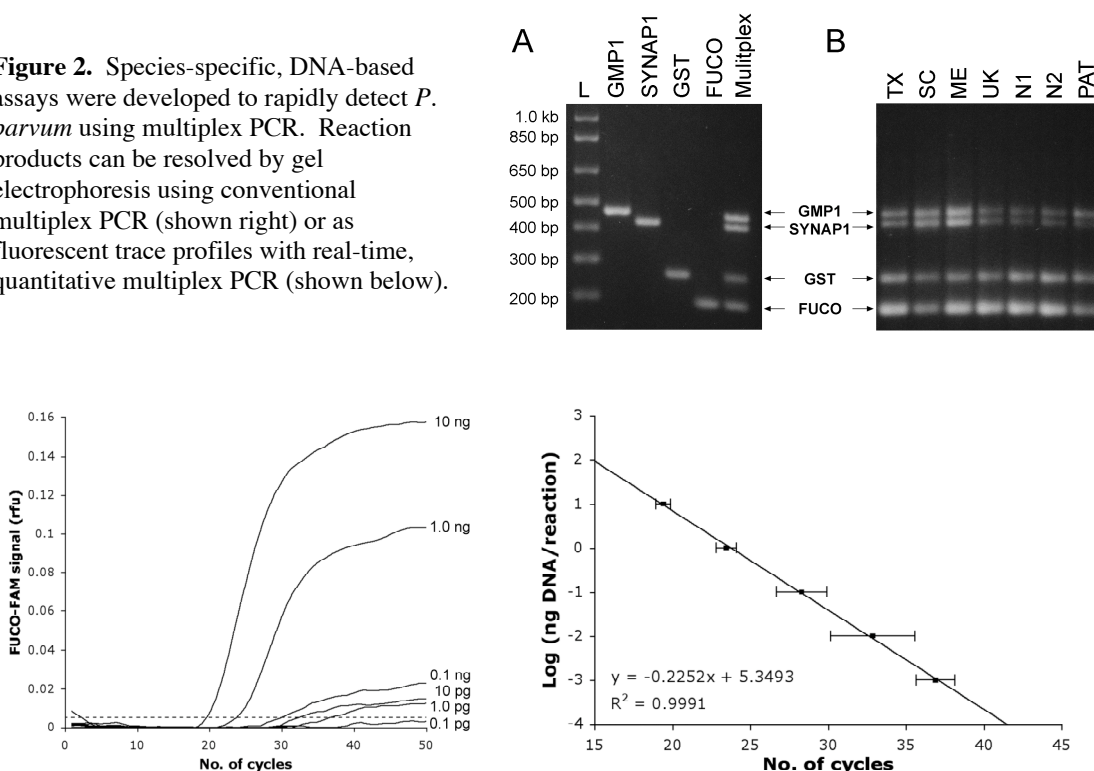 Figure 2. Species-specific, DNA-based
assays were developed to rapidly detect P.
parvum using multiplex PCR. Reaction
products can be resolved by gel
electrophoresis using conventional
multiplex PCR (shown right) or as
fluorescent trace profiles with real-time,
quantitative multiplex PCR (shown below).
A
L GMP1 SYNAP1 GST FUCO Mulitplex
1.0 kb
850 bp
650 bp
500 bp
400 bp
300 bp
200 bp
GMP1
SYNAP1
GST
FUCO
B
TX SC ME UK N1 N2 PAT
FUCO-FAM signal (rfu)
0.16
0.14
0.12
0.1
0.08
0.06
0.04
0.02
0
10 ng
1.0 ng
0.1 ng
10 pg
1.0 pg
0.1 pg
0 10 20 30 40 50
No. of cycles
Log (ng DNA/reaction)
3
2
1
0
-1
-2
-3
-4
y = -0.2252x + 5.3493
R² = 0.9991
15 20 25 30 35 40 45
No. of cycles